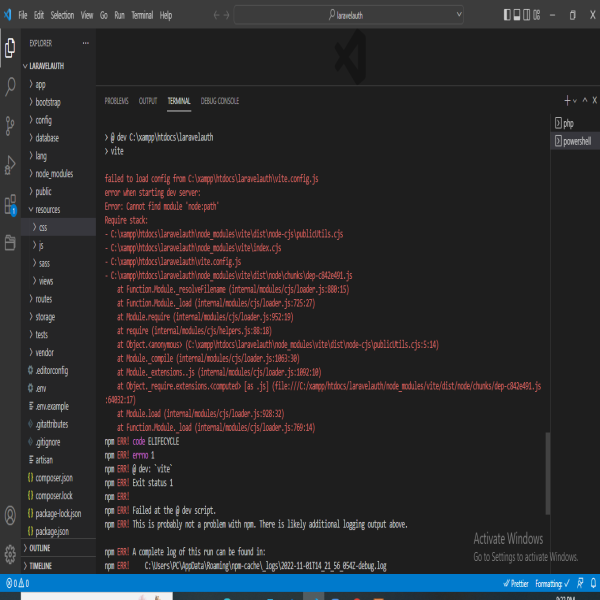 File Edit Selection View Go Run Terminal Help
laravelauth
EXPLORER
LARAVELAUTH
app
bootstrap
config
database
lang
node_modules
public
resources
css
js
sass
views
routes
storage
tests
vendor
.editorconfig
.env
.env.example
.gitattributes
.gitignore
artisan
{} composer.json
{} composer.lock
{} package-lock.json
{} package.json
OUTLINE
TIMELINE
PROBLEMS OUTPUT TERMINAL DEBUG CONSOLE
php
powershell
> @ dev C:\xampp\htdocs\laravelauth
> vite
failed to load config from C:\xampp\htdocs\laravelauth\vite.config.js
error when starting dev server:
Error: Cannot find module 'node:path'
Require stack:
- C:\xampp\htdocs\laravelauth\node_modules\vite\dist\node-cjs\publicUtils.cjs
- C:\xampp\htdocs\laravelauth\node_modules\vite\index.cjs
- C:\xampp\htdocs\laravelauth\vite.config.js
- C:\xampp\htdocs\laravelauth\node_modules\vite\dist\node\chunks\dep-c842e491.js
at Function.Module._resolveFilename (internal/modules/cjs/loader.js:880:15)
at Function.Module._load (internal/modules/cjs/loader.js:725:27)
at Module.require (internal/modules/cjs/loader.js:952:19)
at require (internal/modules/cjs/helpers.js:88:18)
at Object.<anonymous> (C:\xampp\htdocs\laravelauth\node_modules\vite\dist\node-cjs\publicUtils.cjs:5:14)
at Module._compile (internal/modules/cjs/loader.js:1063:30)
at Module._extensions..js (internal/modules/cjs/loader.js:1092:10)
at Object._require.extensions.<computed> [as .js] (file:///C:/xampp/htdocs/laravelauth/node_modules/vite/dist/node/chunks/dep-c842e491.js
:64032:17)
at Module.load (internal/modules/cjs/loader.js:928:32)
at Function.Module._load (internal/modules/cjs/loader.js:769:14)
npm ERR! code ELIFECYCLE
npm ERR! errno 1
npm ERR! @ dev: `vite`
npm ERR! Exit status 1
npm ERR!
npm ERR! Failed at the @ dev script.
npm ERR! This is probably not a problem with npm. There is likely additional logging output above.
npm ERR! A complete log of this run can be found in:
npm ERR! C:\Users\PC\AppData\Roaming\npm-cache\_logs\2022-11-01T14_21_56_054Z-debug.log
Activate Windows
Go to Settings to activate Windows.
0 0
Prettier Formatting: ✓